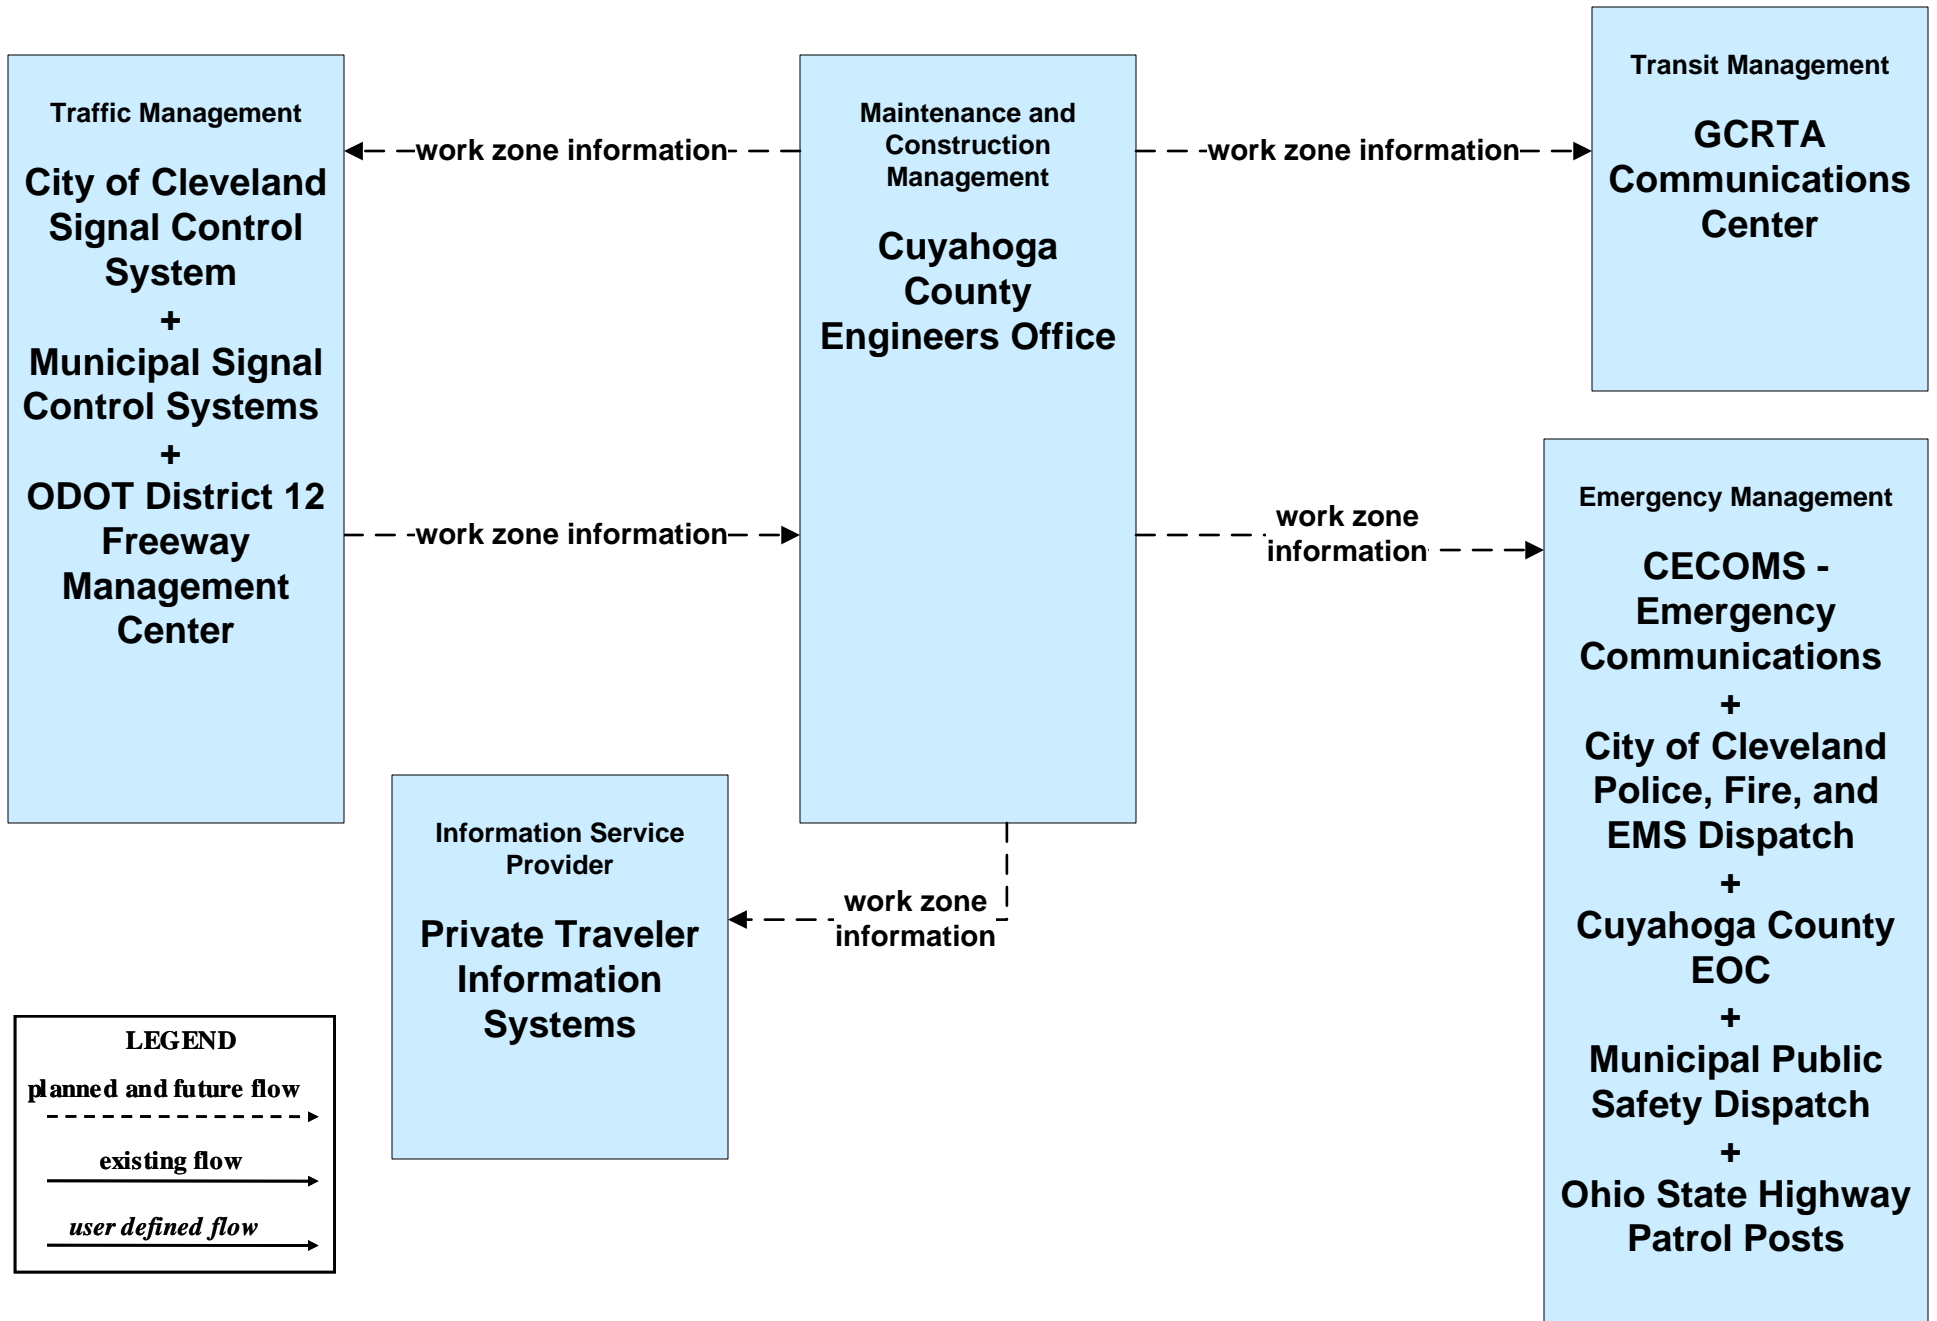 Traffic Management
City of Cleveland
Signal Control
System
+
Municipal Signal
Control Systems
+
ODOT District 12
Freeway
Management
Center
work zone information
work zone information
Maintenance and
Construction
Management
Cuyahoga
County
Engineers Office
work zone information
Transit Management
GCRTA
Communications
Center
work zone
information
Emergency Management
CECOMS -
Emergency
Communications
+
City of Cleveland
Police, Fire, and
EMS Dispatch
+
Cuyahoga County
EOC
+
Municipal Public
Safety Dispatch
+
Ohio State Highway
Patrol Posts
Information Service
Provider
Private Traveler
Information
Systems
work zone
information
LEGEND
planned and future flow
existing flow
user defined flow